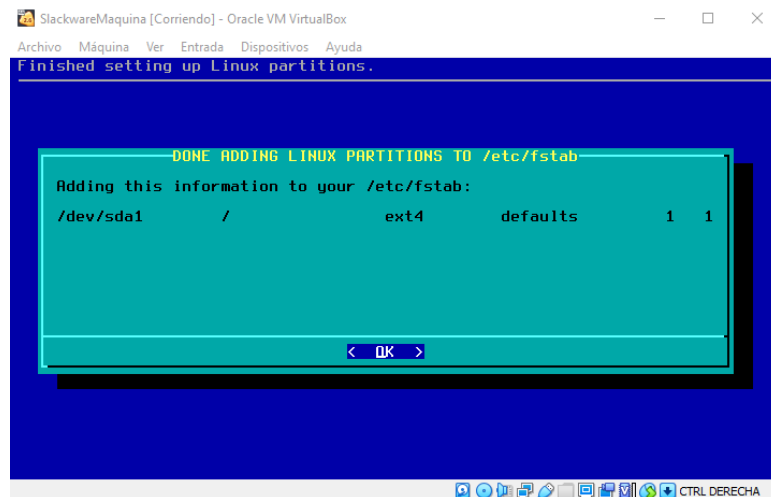 SlackwareMaquina [Corriendo] - Oracle VM VirtualBox
Archivo Máquina Ver Entrada Dispositivos Ayuda
Finished setting up Linux partitions.
DONE ADDING LINUX PARTITIONS TO /etc/fstab
Adding this information to your /etc/fstab:
/dev/sda1 / ext4 defaults 1 1
< OK >
CTRL DERECHA